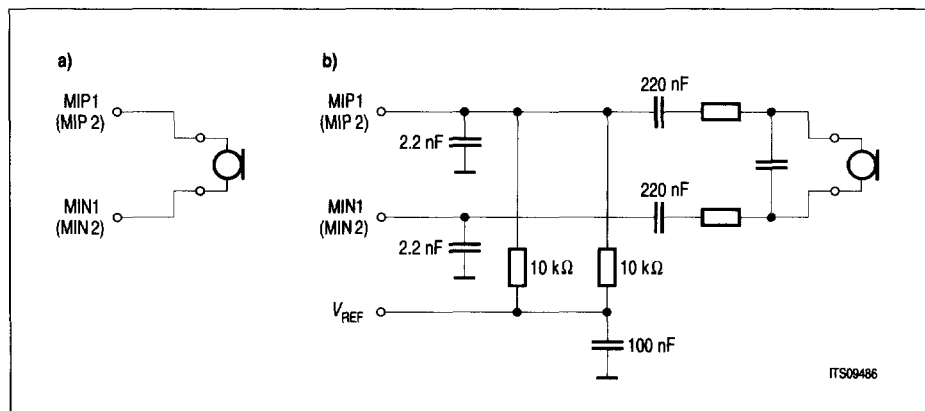 a)
MIP1
(MIP 2)
MIN1
(MIN 2)
b)
MIP1
(MIP 2)
2.2 nF
220 nF
MIN1
(MIN 2)
2.2 nF
220 nF
10 kΩ
10 kΩ
VREF
100 nF
ITS09486